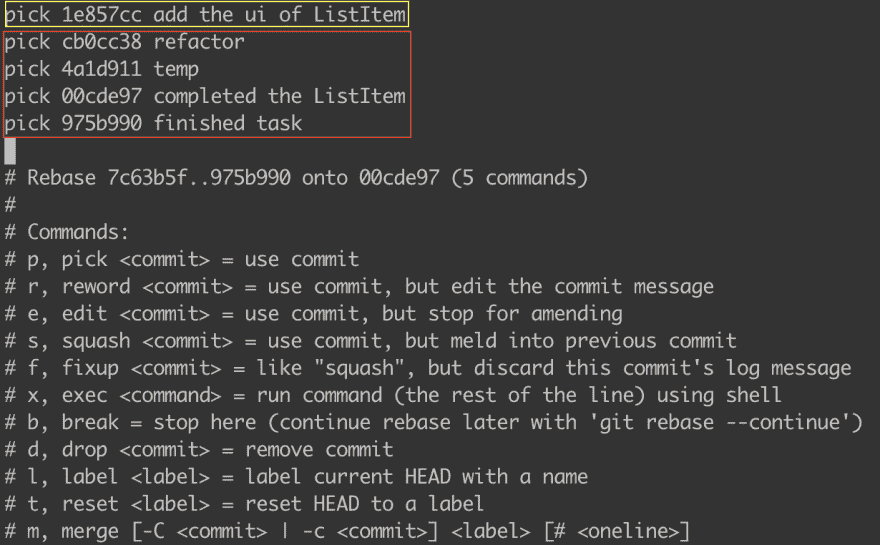 pick 1e857cc add the ui of ListItem
pick cb0cc38 refactor
pick 4a1d911 temp
pick 00cde97 completed the ListItem
pick 975b990 finished task
# Rebase 7c63b5f..975b990 onto 00cde97 (5 commands)
#
# Commands:
# p, pick <commit> = use commit
# r, reword <commit> = use commit, but edit the commit message
# e, edit <commit> = use commit, but stop for amending
# s, squash <commit> = use commit, but meld into previous commit
# f, fixup <commit> = like "squash", but discard this commit's log message
# x, exec <command> = run command (the rest of the line) using shell
# b, break = stop here (continue rebase later with 'git rebase --continue')
# d, drop <commit> = remove commit
# l, label <label> = label current HEAD with a name
# t, reset <label> = reset HEAD to a label
# m, merge [-C <commit> | -c <commit>] <label> [# <oneline>]